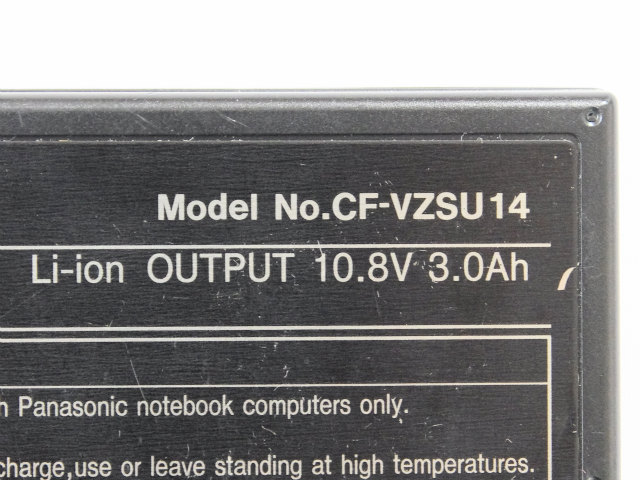 Model No.CF-VZSU14
Li-ion OUTPUT 10.8V 3.0Ah
Panasonic notebook computers only.
charge,use or leave standing at high temperatures.